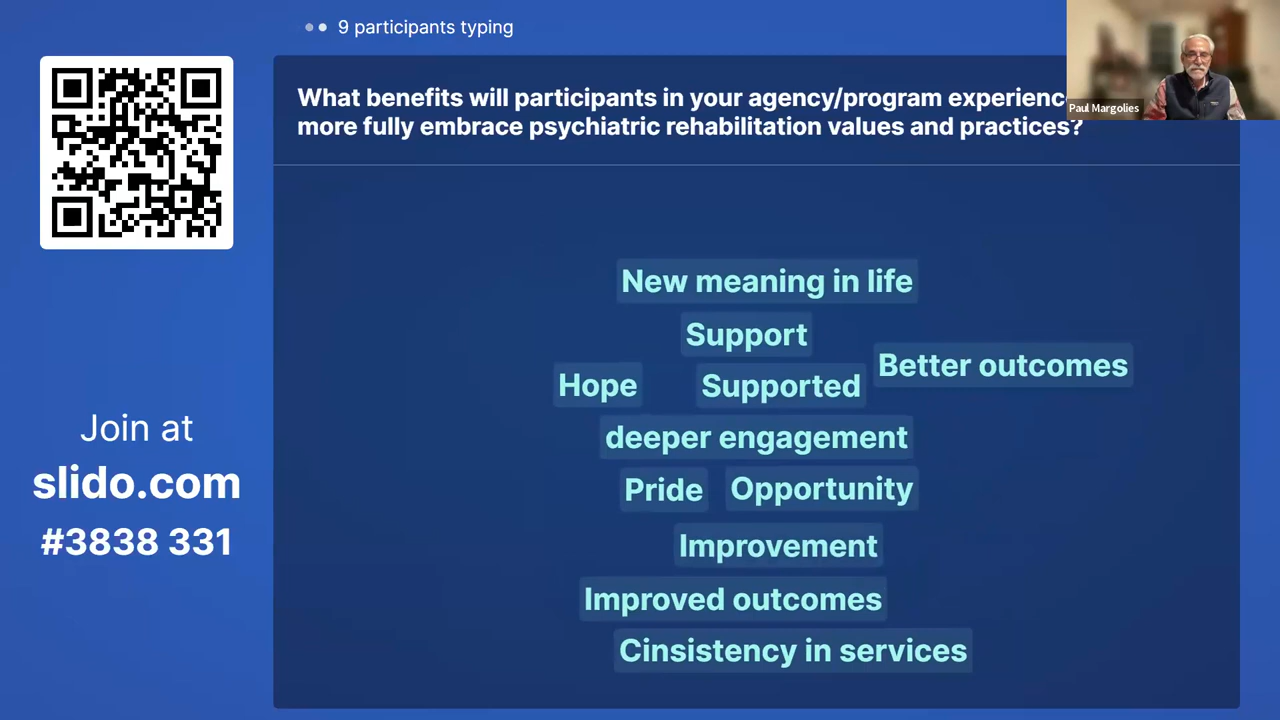 9 participants typing
What benefits will participants in your agency/program experienc
more fully embrace psychiatric rehabilitation values and practices?
Paul Margolies
New meaning in life
Support
Better outcomes
Hope
Supported
deeper engagement
Pride
Opportunity
Improvement
Improved outcomes
Cinsistency in services
Join at
slido.com
#3838 331